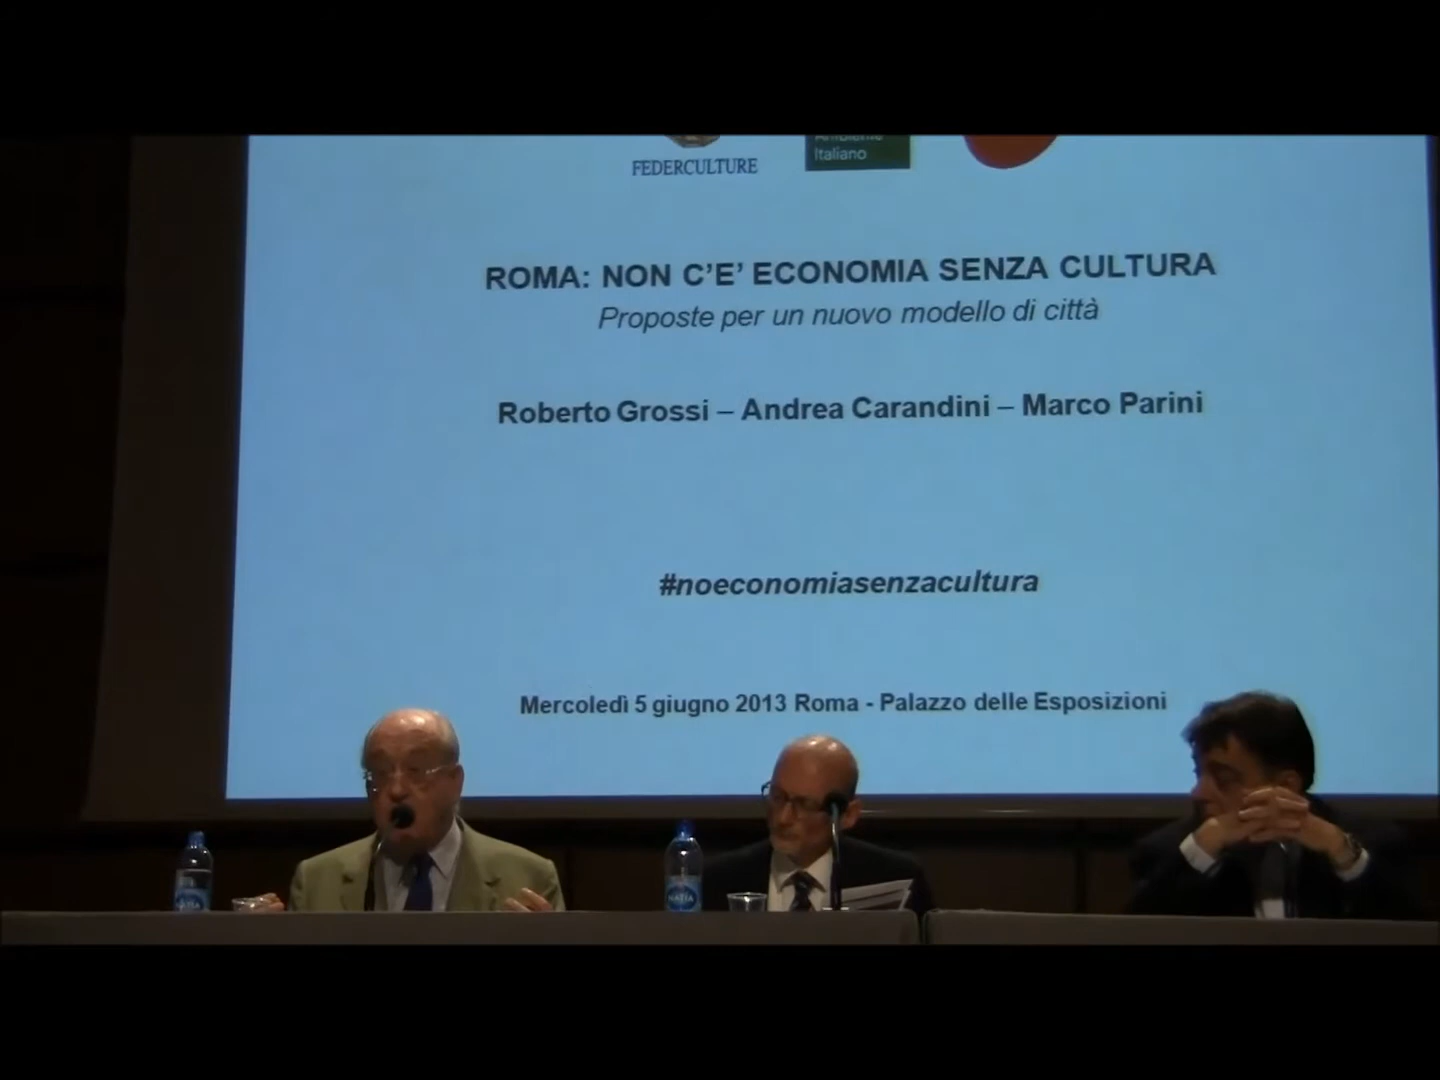 FEDERCULTURE
Ambiente
Italiano
ROMA: NON C'E' ECONOMIA SENZA CULTURA
Proposte per un nuovo modello di città
Roberto Grossi – Andrea Carandini – Marco Parini
#noeconomiasenzacultura
Mercoledì 5 giugno 2013 Roma - Palazzo delle Esposizioni